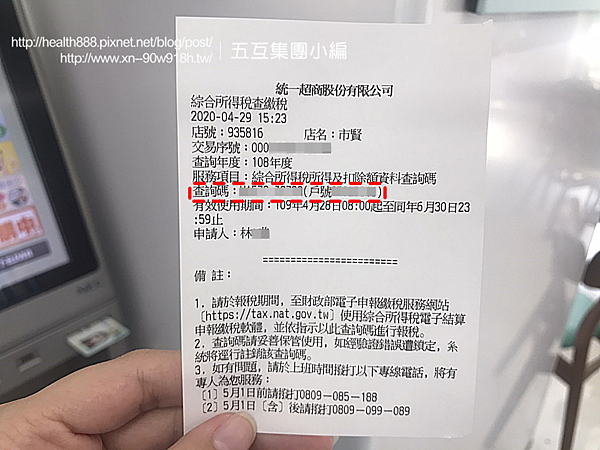 http://health888.pixnet.net/blog/post/
http://www.xn--90w918h.tw/
五互集團小編
統一超商股份有限公司
綜合所得稅查繳稅
2020-04-29 15:23
店號：935816 店名：市賢
交易序號：000
查詢年度：108年度
服務項目：綜合所得稅所得及扣除額資料查詢碼
查詢碼： (戶號 )
有效使用期間：109年4月28日08:00起至同年6月30日23
:59止
申請人：林
========================
備 註：
1．請於報稅期間，至財政部電子申報繳稅服務網站
〔https://tax.nat.gov.tw〕使用綜合所得稅電子結算
申報繳稅軟體，並依指示以此查詢碼進行報稅。
2．查詢碼請妥善保管使用，如經驗證錯誤遭鎖定，系
統將逕行註銷該查詢碼。
3．如有問題，請於上班時間撥打以下專線電話，將有
專人為您服務：
〔1〕5月1日前請撥打0809－085－188
〔2〕5月1日〔含〕後請撥打0809－099－089